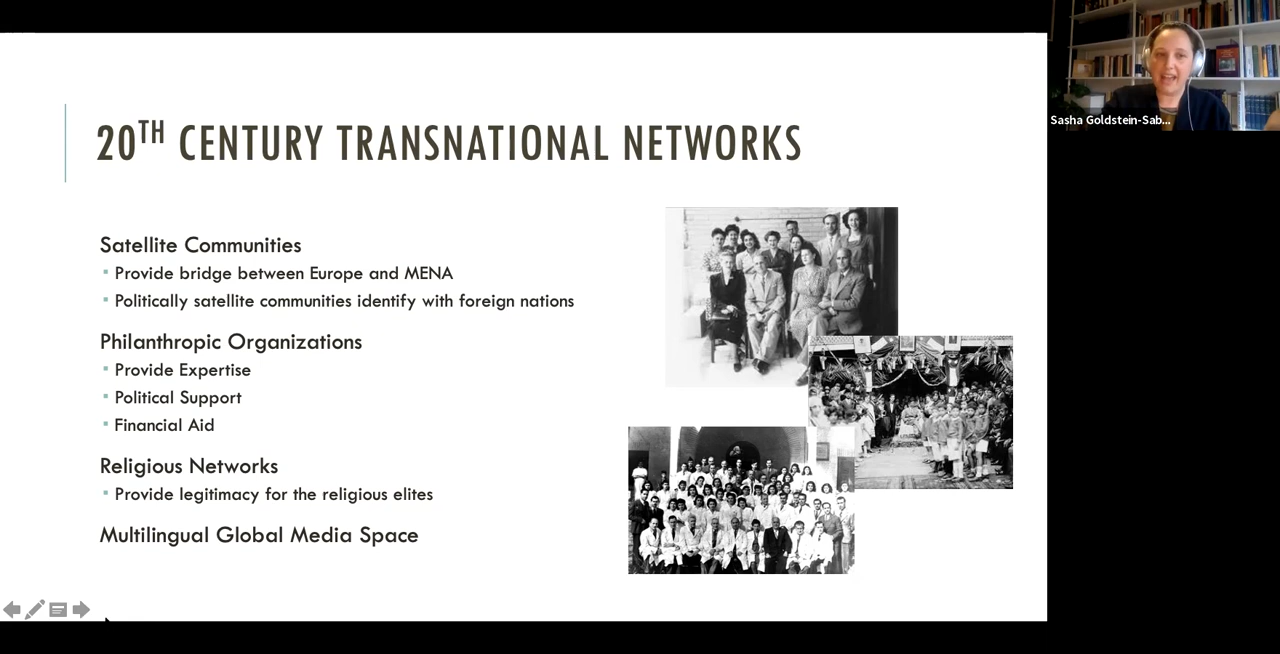 20TH CENTURY TRANSNATIONAL NETWORKS
Satellite Communities
▪ Provide bridge between Europe and MENA
▪ Politically satellite communities identify with foreign nations
Philanthropic Organizations
▪ Provide Expertise
▪ Political Support
▪ Financial Aid
Religious Networks
▪ Provide legitimacy for the religious elites
Multilingual Global Media Space
Sasha Goldstein-Sab...